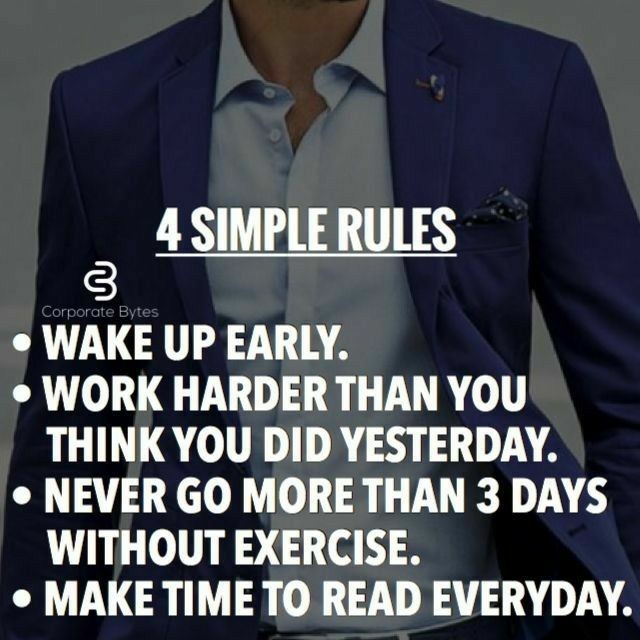 4 SIMPLE RULES
Corporate Bytes
• WAKE UP EARLY.
• WORK HARDER THAN YOU
THINK YOU DID YESTERDAY.
• NEVER GO MORE THAN 3 DAYS
WITHOUT EXERCISE.
• MAKE TIME TO READ EVERYDAY.